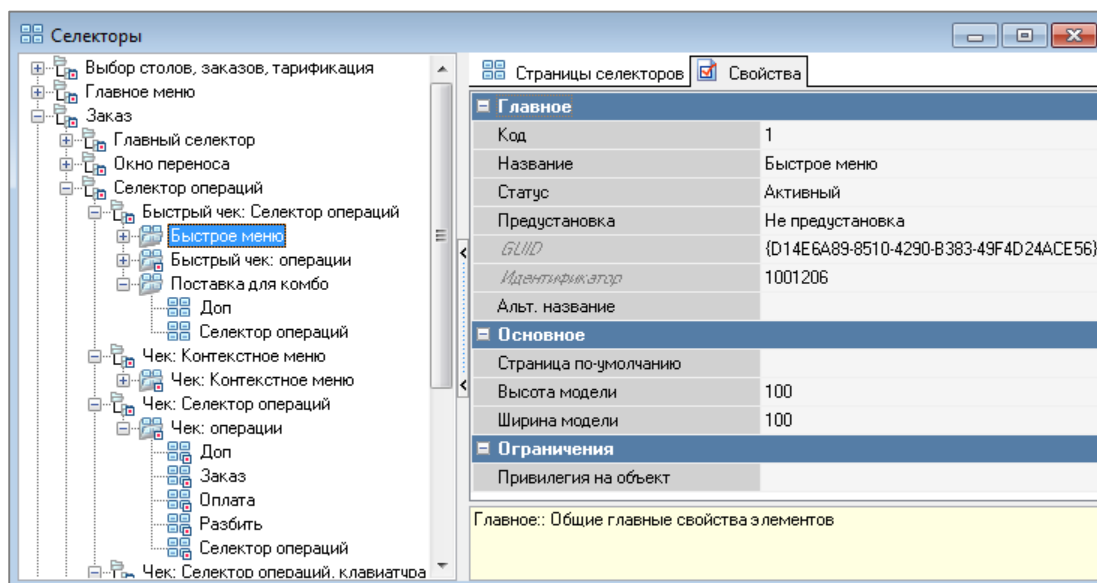 Селекторы
Выбор столов, заказов, тарификация
Главное меню
Заказ
Главный селектор
Окно переноса
Селектор операций
Быстрый чек: Селектор операций
Быстрое меню
Быстрый чек: операции
Поставка для комбо
Доп
Селектор операций
Чек: Контекстное меню
Чек: Контекстное меню
Чек: Селектор операций
Чек: операции
Доп
Заказ
Оплата
Разбить
Селектор операций
Чек: Селектор операций, клавиатура
Страницы селекторов Свойства
Главное
Код 1
Название Быстрое меню
Статус Активный
Предустановка Не предустановка
GUID {D14E6A89-8510-4290-B383-49F4D24ACE56}
Идентификатор 1001206
Альт. название
Основное
Страница по-умолчанию
Высота модели 100
Ширина модели 100
Ограничения
Привилегия на объект
Главное:: Общие главные свойства элементов